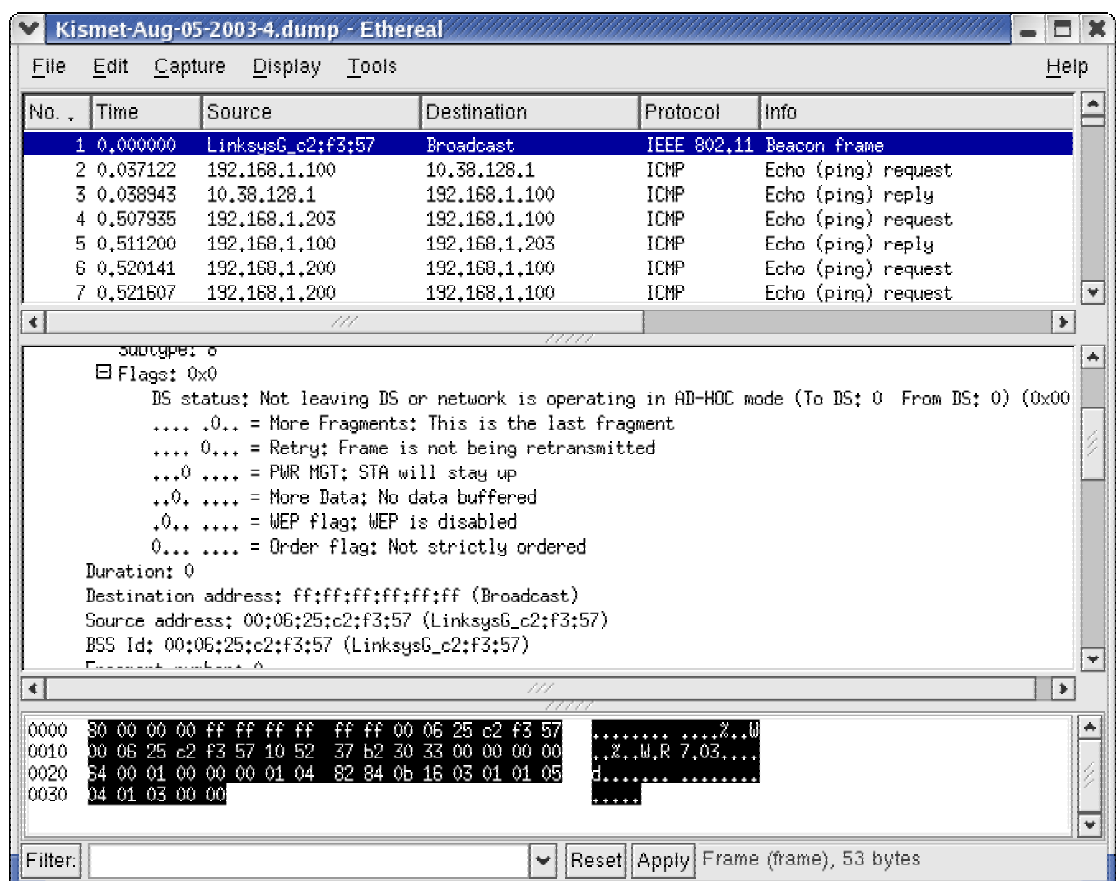 Kismet-Aug-05-2003-4.dump - Ethereal
File Edit Capture Display Tools Help
No. . Time Source Destination Protocol Info
1 0.000000 LinksysG_c2:f3:57 Broadcast IEEE 802.11 Beacon frame
2 0.037122 192.168.1.100 10.38.128.1 ICMP Echo (ping) request
3 0.038943 10.38.128.1 192.168.1.100 ICMP Echo (ping) reply
4 0.507935 192.168.1.203 192.168.1.100 ICMP Echo (ping) request
5 0.511200 192.168.1.100 192.168.1.203 ICMP Echo (ping) reply
6 0.520141 192.168.1.200 192.168.1.100 ICMP Echo (ping) request
7 0.521607 192.168.1.200 192.168.1.100 ICMP Echo (ping) request
Subtype: 8
Flags: 0x0
DS status: Not leaving DS or network is operating in AD-HOC mode (To DS: 0 From DS: 0) (0x00
.... .0.. = More Fragments: This is the last fragment
.... 0... = Retry: Frame is not being retransmitted
...0 .... = PWR MGT: STA will stay up
..0. .... = More Data: No data buffered
.0.. .... = WEP flag: WEP is disabled
0... .... = Order flag: Not strictly ordered
Duration: 0
Destination address: ff:ff:ff:ff:ff:ff (Broadcast)
Source address: 00:06:25:c2:f3:57 (LinksysG_c2:f3:57)
BSS Id: 00:06:25:c2:f3:57 (LinksysG_c2:f3:57)
Fragment number: 0
0000 80 00 00 00 ff ff ff ff ff ff 00 06 25 c2 f3 57 ........ ....%..W
0010 00 06 25 c2 f3 57 10 52 37 b2 30 33 00 00 00 00 ..%..W.R 7.03....
0020 64 00 01 00 00 00 01 04 82 84 0b 16 03 01 01 05 d....... ........
0030 04 01 03 00 00 .....
Filter: Reset Apply Frame (frame), 53 bytes